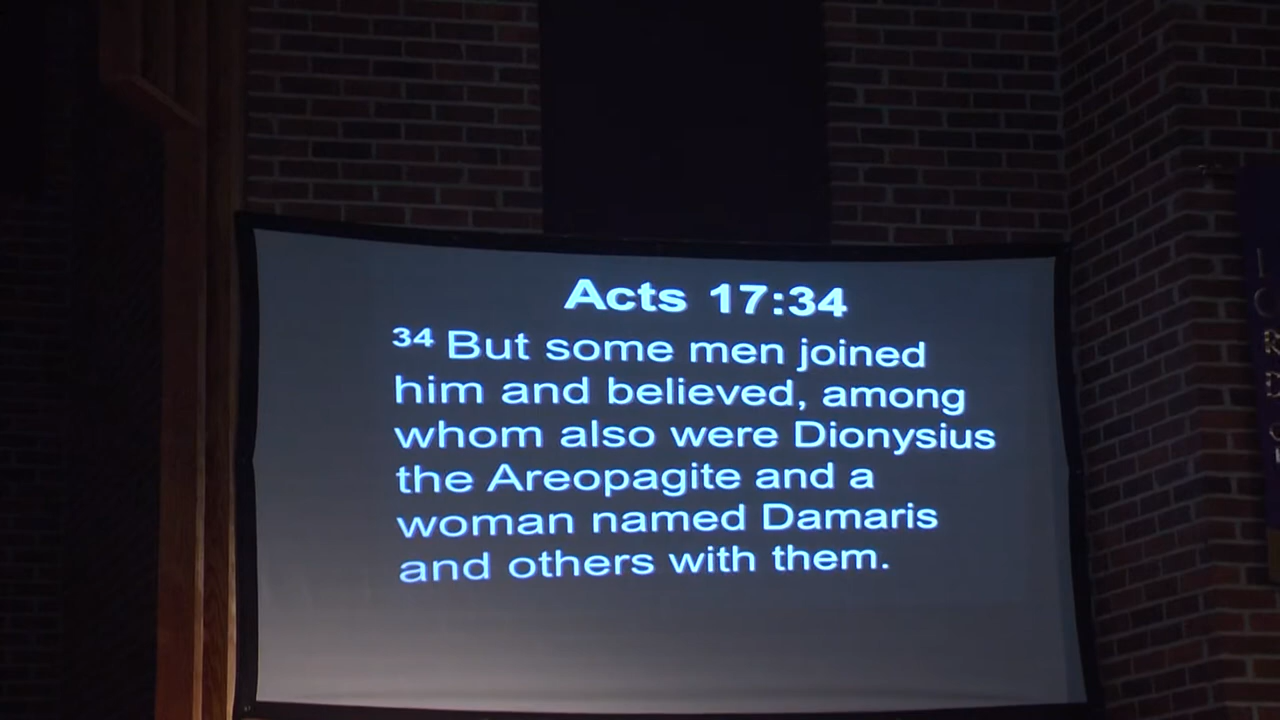 Acts 17:34
34 But some men joined
him and believed, among
whom also were Dionysius
the Areopagite and a
woman named Damaris
and others with them.